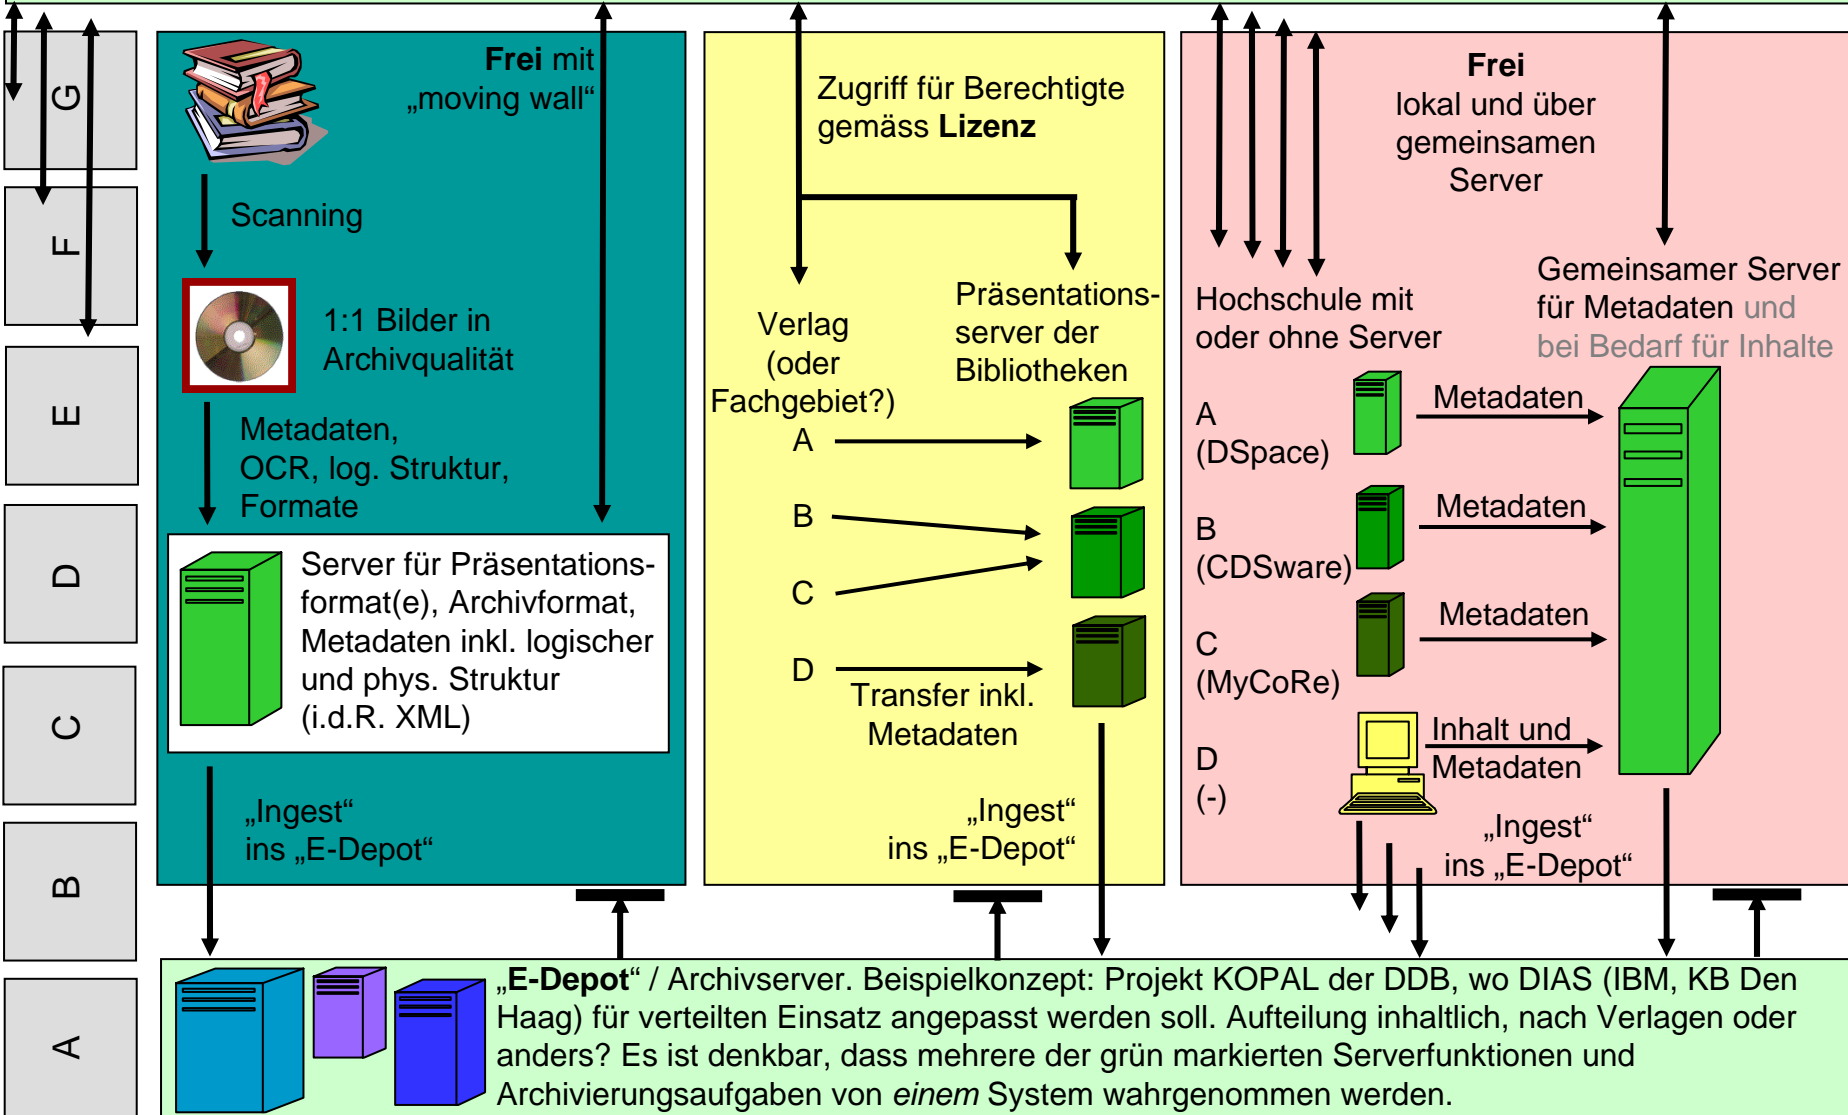 G
F
E
D
C
B
A
Frei mit
„moving wall“
Scanning
1:1 Bilder in
Archivqualität
Metadaten,
OCR, log. Struktur,
Formate
Server für Präsentations-
format(e), Archivformat,
Metadaten inkl. logischer
und phys. Struktur
(i.d.R. XML)
„Ingest“
ins „E-Depot“
Zugriff für Berechtigte
gemäss Lizenz
Verlag
(oder
Fachgebiet?)
Präsentations-
server der
Bibliotheken
A
B
C
D
Transfer inkl.
Metadaten
„Ingest“
ins „E-Depot“
Frei
lokal und über
gemeinsamen
Server
Hochschule mit
oder ohne Server
Gemeinsamer Server
für Metadaten und
bei Bedarf für Inhalte
A
(DSpace)
Metadaten
B
(CDSware)
Metadaten
C
(MyCoRe)
Metadaten
D
(-)
Inhalt und
Metadaten
„Ingest“
ins „E-Depot“
„E-Depot“ / Archivserver. Beispielkonzept: Projekt KOPAL der DDB, wo DIAS (IBM, KB Den
Haag) für verteilten Einsatz angepasst werden soll. Aufteilung inhaltlich, nach Verlagen oder
anders? Es ist denkbar, dass mehrere der grün markierten Serverfunktionen und
Archivierungsaufgaben von einem System wahrgenommen werden.